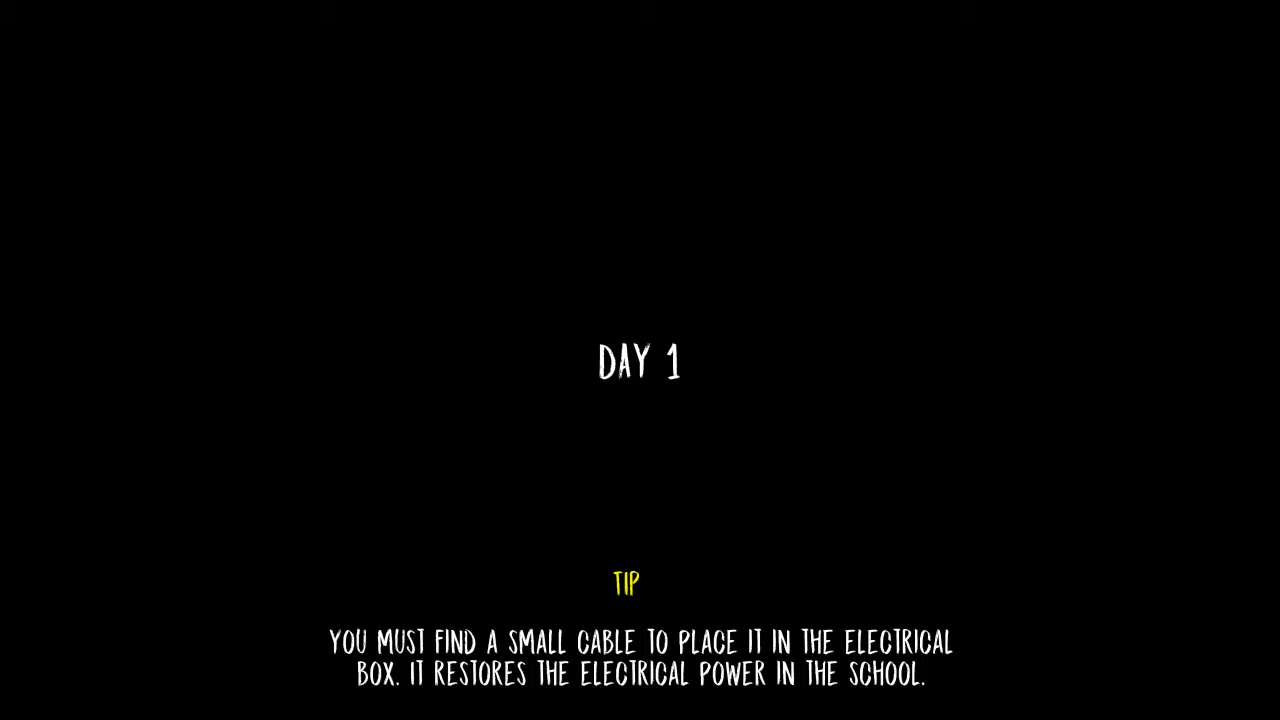 DAY 1
TIP
YOU MUST FIND A SMALL CABLE TO PLACE IT IN THE ELECTRICAL
BOX. IT RESTORES THE ELECTRICAL POWER IN THE SCHOOL.